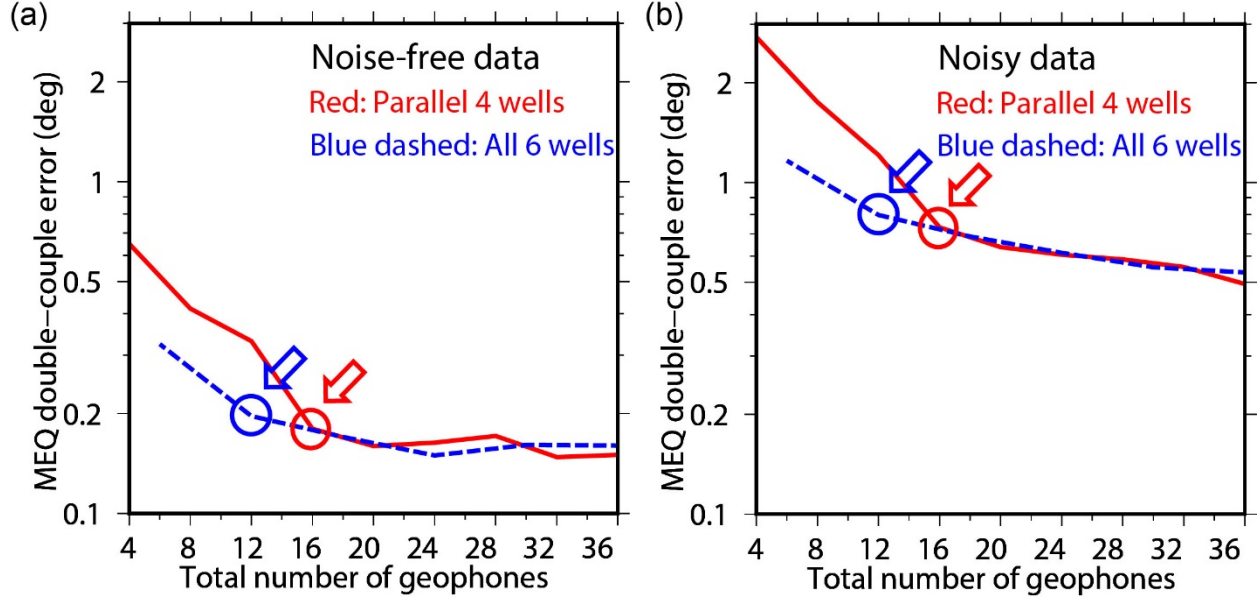 (a)
Noise-free data
Red: Parallel 4 wells
Blue dashed: All 6 wells
MEQ double-couple error (deg)
2
1
0.5
0.2
0.1
4 8 12 16 20 24 28 32 36
Total number of geophones
(b)
Noisy data
Red: Parallel 4 wells
Blue dashed: All 6 wells
MEQ double-couple error (deg)
2
1
0.5
0.2
0.1
4 8 12 16 20 24 28 32 36
Total number of geophones